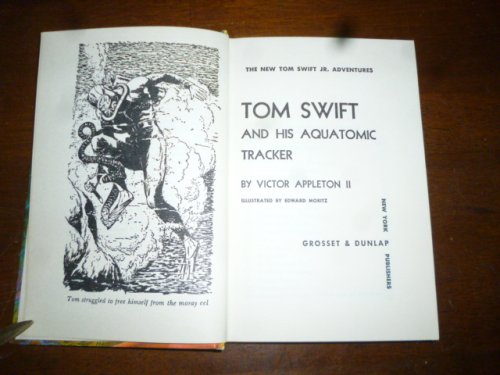 Tom struggled to free himself from the moray eel.
THE NEW TOM SWIFT JR. ADVENTURES
TOM SWIFT
AND HIS AQUATOMIC
TRACKER
BY VICTOR APPLETON II
ILLUSTRATED BY EDWARD MORITZ
GROSSET & DUNLAP
NEW YORK
PUBLISHERS